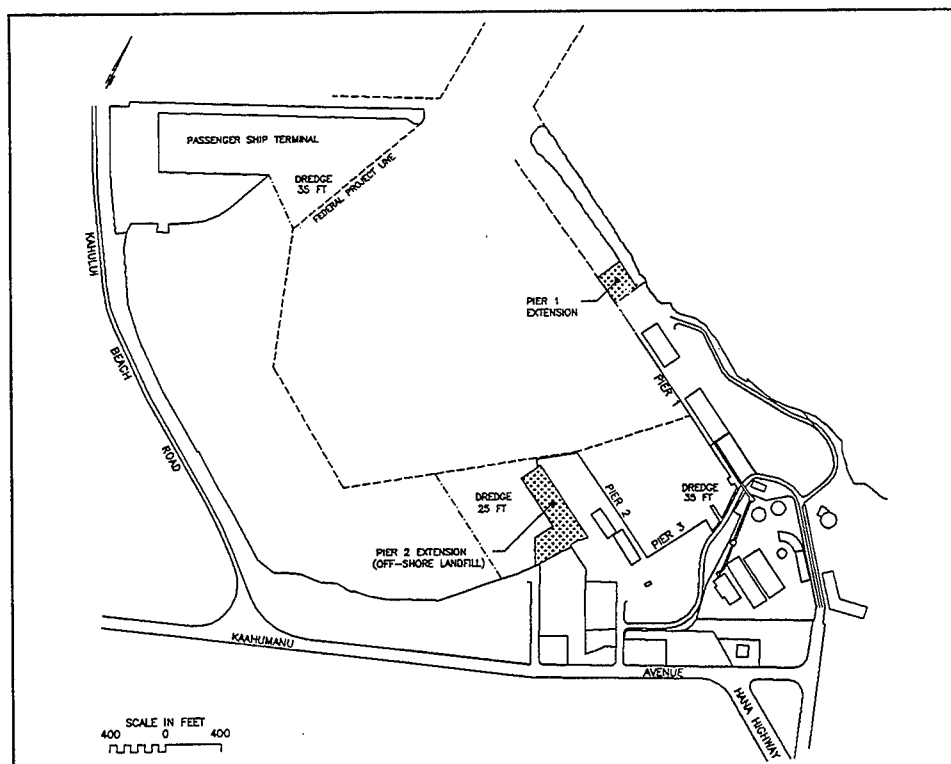 PASSENGER SHIP TERMINAL
DREDGE
35 FT
FEDERAL PROJECT LINE
KAHULUI
BEACH
ROAD
PIER 1
EXTENSION
PIER 1
DREDGE
25 FT
PIER 2
DREDGE
35 FT
PIER 3
PIER 2 EXTENSION
(OFF-SHORE LANDFILL)
KAAHUMANU
AVENUE
HANA HIGHWAY
SCALE IN FEET
400 0 400